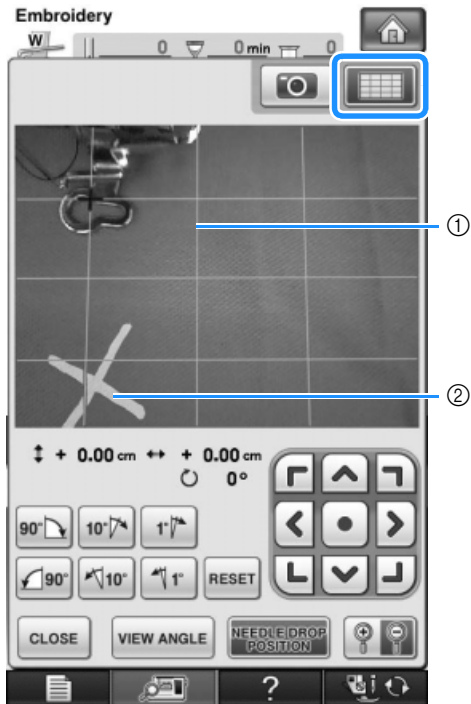 Embroidery
W 0 0 min 0
①
②
+ 0.00 cm + 0.00 cm
0°
90° 10° 1°
90° 10° 1° RESET
CLOSE VIEW ANGLE NEEDLE DROP POSITION
?